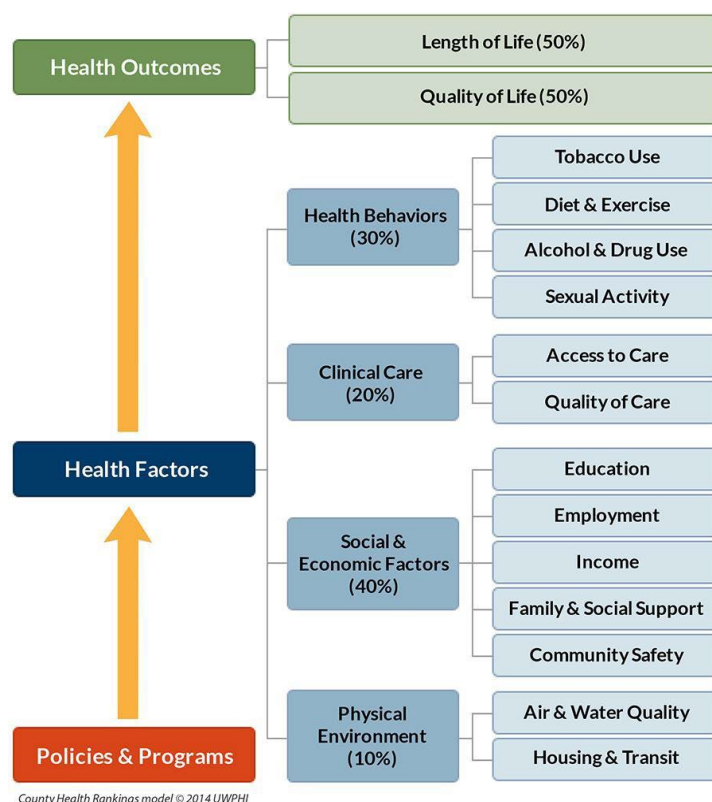 Health Outcomes
Length of Life (50%)
Quality of Life (50%)
Health Behaviors
(30%)
Tobacco Use
Diet & Exercise
Alcohol & Drug Use
Sexual Activity
Clinical Care
(20%)
Access to Care
Quality of Care
Health Factors
Social &
Economic Factors
(40%)
Education
Employment
Income
Family & Social Support
Community Safety
Physical
Environment
(10%)
Air & Water Quality
Housing & Transit
Policies & Programs
County Health Rankings model © 2014 UWPHI